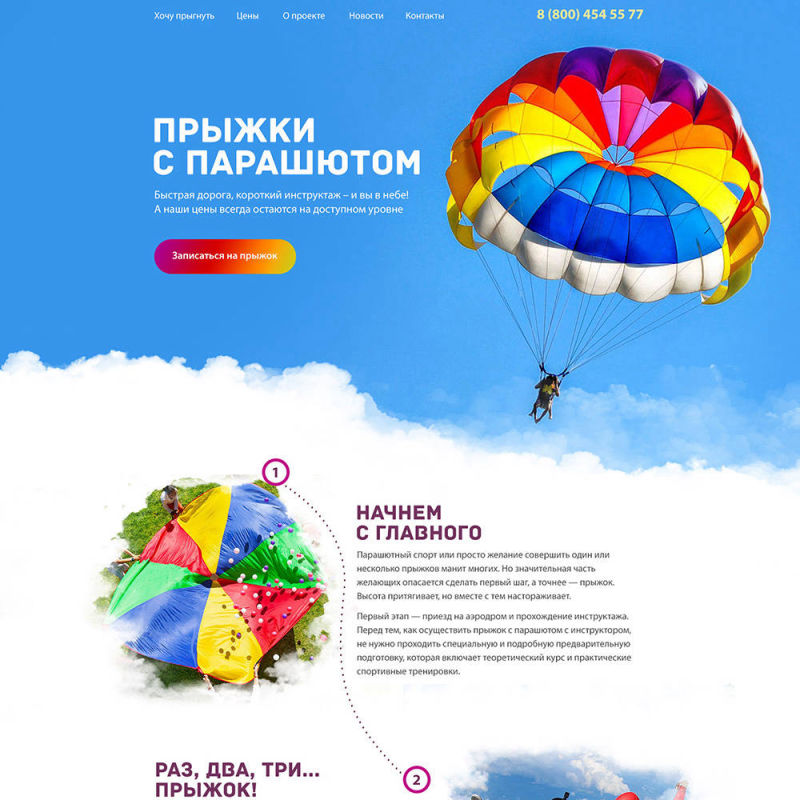 Хочу прыгнуть Цены О проекте Новости Контакты 8 (800) 454 55 77
ПРЫЖКИ
С ПАРАШЮТОМ
Быстрая дорога, короткий инструктаж – и вы в небе!
А наши цены всегда остаются на доступном уровне
Записаться на прыжок
1
НАЧНЕМ
С ГЛАВНОГО
Парашютный спорт или просто желание совершить один или
несколько прыжков манит многих. Но значительная часть
желающих опасается сделать первый шаг, а точнее — прыжок.
Высота притягивает, но вместе с тем настораживает.
Первый этап — приезд на аэродром и прохождение инструктажа.
Перед тем, как осуществить прыжок с парашютом с инструктором,
не нужно проходить специальную и подробную предварительную
подготовку, которая включает теоретический курс и практические
спортивные тренировки.
2
РАЗ, ДВА, ТРИ...
ПРЫЖОК!